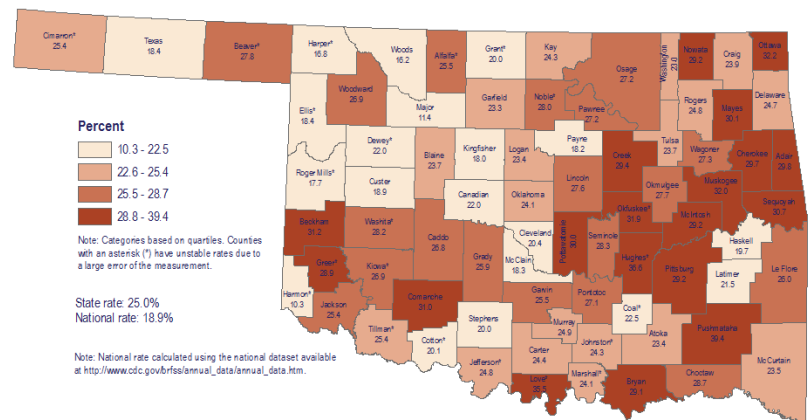 Cimarron*
25.4
Texas
18.4
Beaver*
27.8
Harper*
16.8
Woods
16.2
Alfalfa*
25.5
Grant*
20.0
Kay
24.3
Osage
27.2
Washington
23.0
Nowata
29.2
Craig
23.9
Ottawa
32.2
Ellis*
18.4
Woodward
26.9
Major
11.4
Garfield
23.3
Noble*
28.0
Pawnee
27.2
Rogers
24.8
Mayes
30.1
Delaware
24.7
Percent
10.3 - 22.5
22.6 - 25.4
25.5 - 28.7
28.8 - 39.4
Note: Categories based on quartiles. Counties
with an asterisk (*) have unstable rates due to
a large error of the measurement.
State rate: 25.0%
National rate: 18.9%
Note: National rate calculated using the national dataset available
at http://www.cdc.gov/brfss/annual_data/annual_data.htm.
Dewey*
22.0
Blaine
23.7
Kingfisher
18.0
Logan
23.4
Payne
18.2
Creek
29.4
Tulsa
23.7
Wagoner
27.3
Cherokee
29.7
Adair
29.8
Roger Mills*
17.7
Custer
18.9
Canadian
22.0
Oklahoma
24.1
Lincoln
27.6
Okfuskee*
31.9
Okmulgee
27.7
Muskogee
32.0
McIntosh
29.2
Sequoyah
30.7
Beckham
31.2
Washita*
28.2
Caddo
26.8
Grady
25.9
Cleveland
20.4
McClain
18.3
Pottawatomie
30.0
Seminole
28.3
Hughes*
36.6
Pittsburg
29.2
Haskell
19.7
Latimer
21.5
Le Flore
26.0
Greer*
28.9
Kiowa*
26.9
Harmon*
10.3
Jackson
25.4
Comanche
31.0
Tillman*
25.4
Cotton*
20.1
Stephens
20.0
Jefferson*
24.8
Garvin
25.5
Murray
24.9
Carter
24.4
Love*
Pontotoc
27.1
Johnston*
24.3
Marshall*
24.1
Coal*
22.5
Atoka
23.4
Bryan
29.1
Pushmataha
39.4
Choctaw
28.7
McCurtain
23.5